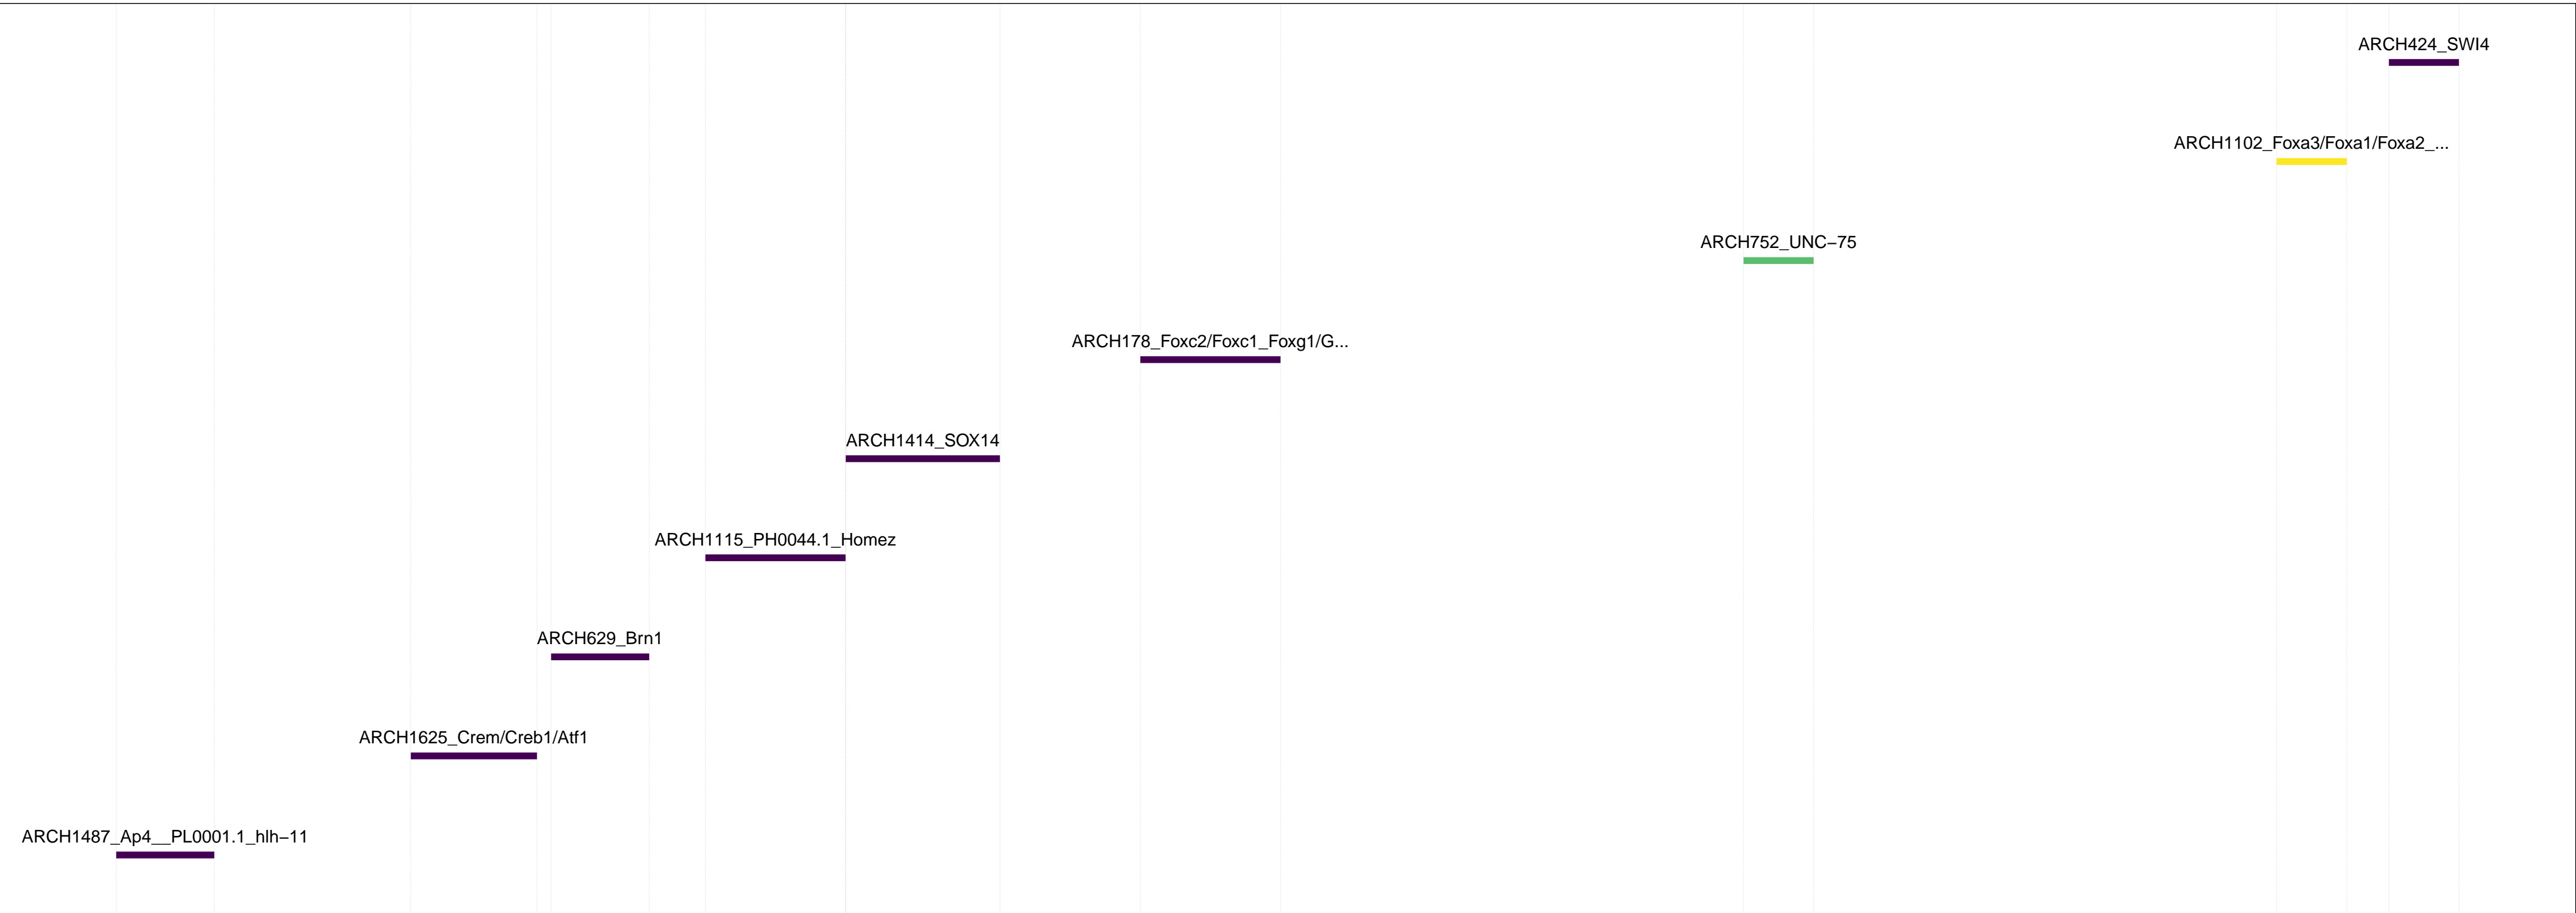 ARCH424_SWI4
ARCH1102_Foxa3/Foxa1/Foxa2_...
ARCH752_UNC−75
ARCH178_Foxc2/Foxc1_Foxg1/G...
ARCH1414_SOX14
ARCH1115_PH0044.1_Homez
ARCH629_Brn1
ARCH1625_Crem/Creb1/Atf1
ARCH1487_Ap4__PL0001.1_hlh−11